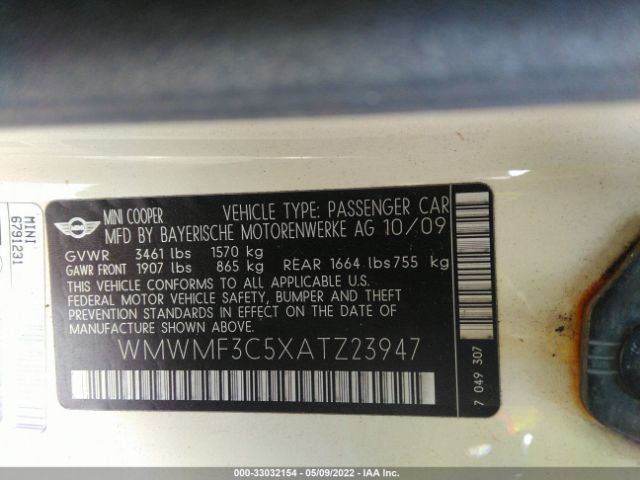 MINI COOPER VEHICLE TYPE: PASSENGER CAR
MFD BY BAYERISCHE MOTORENWERKE AG 10/09
GVWR 3461 lbs 1570 kg
GAWR FRONT 1907 lbs 865 kg REAR 1664 lbs 755 kg
THIS VEHICLE CONFORMS TO ALL APPLICABLE U.S.
FEDERAL MOTOR VEHICLE SAFETY, BUMPER AND THEFT
PREVENTION STANDARDS IN EFFECT ON THE DATE OF
MANUFACTURE SHOWN ABOVE.
WMWMF3C5XATZ23947
7 049 307
MINI
6791231
000-33032154 - 05/09/2022 - IAA Inc.